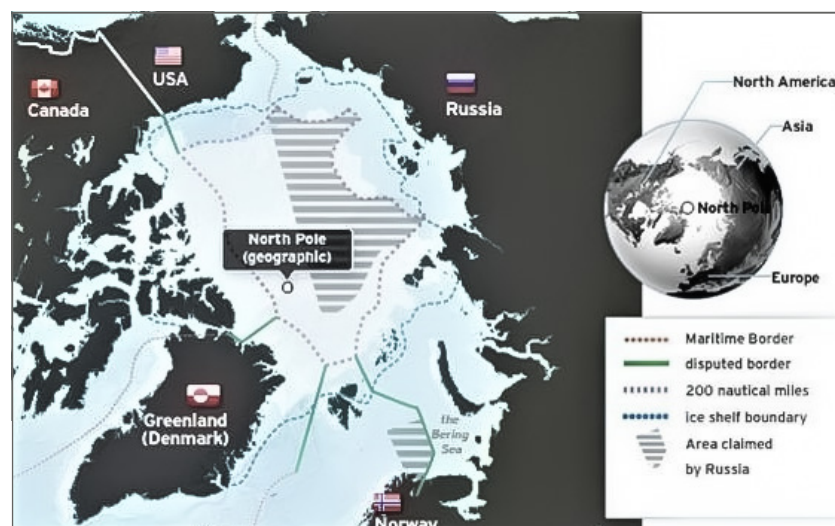 USA
Canada
Russia
North Pole
(geographic)
Greenland
(Denmark)
the
Bering
Sea
Norway
North America
Asia
North Pole
Europe
Maritime Border
disputed border
200 nautical miles
ice shelf boundary
Area claimed
by Russia